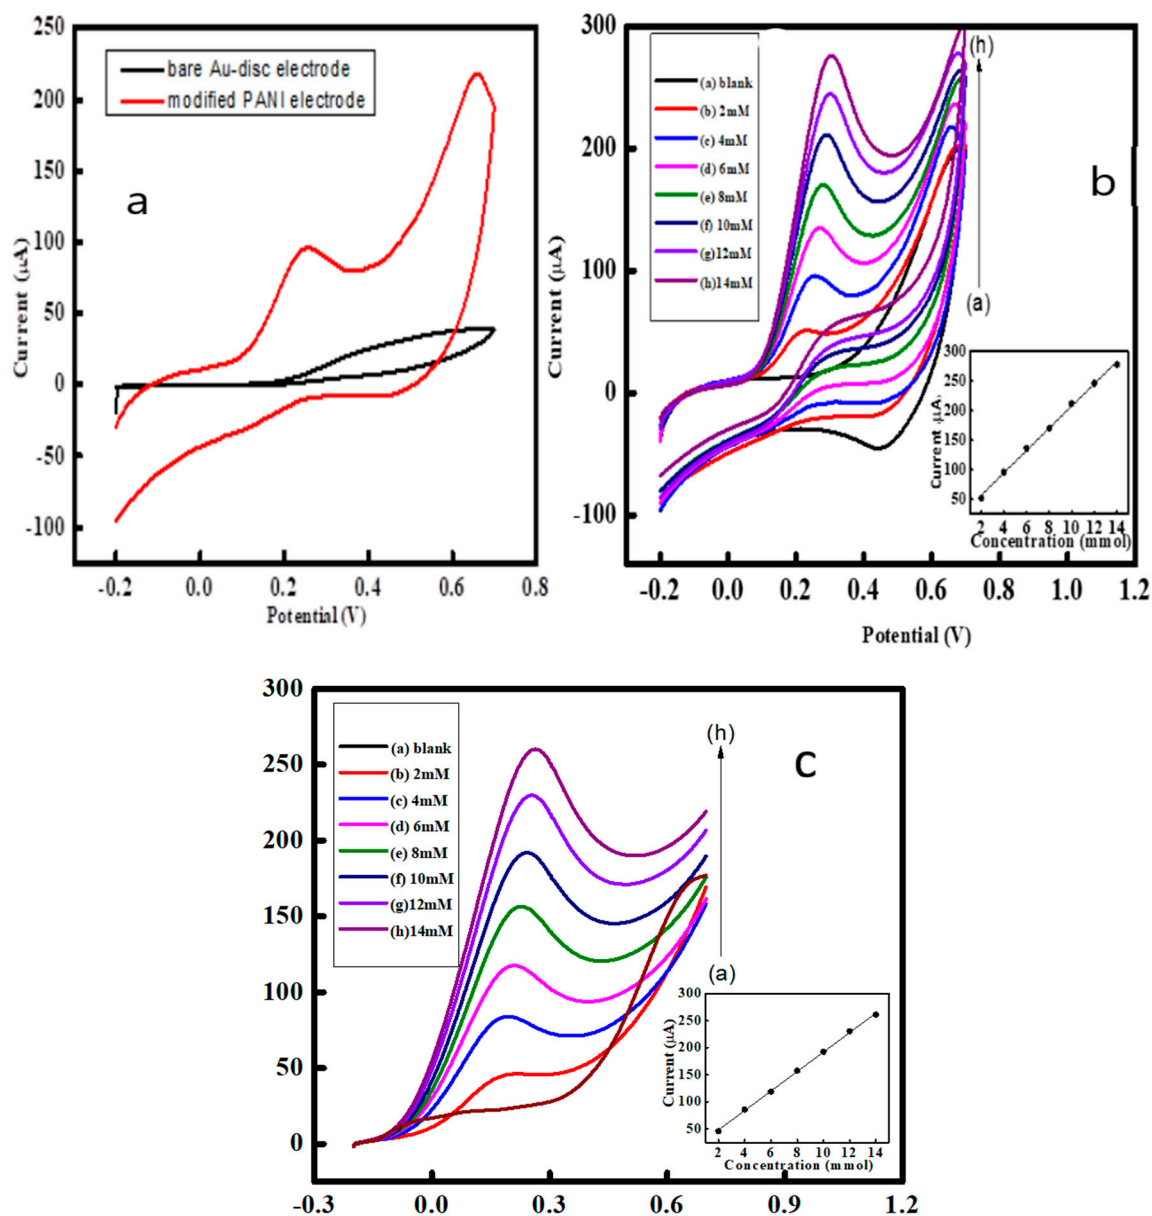 bare Au-disc electrode
modified PANI electrode
a
250
200
150
100
50
0
-50
-100
Current (µA)
-0.2 0.0 0.2 0.4 0.6 0.8
Potential (V)
(a) blank
(b) 2mM
(c) 4mM
(d) 6mM
(e) 8mM
(f) 10mM
(g)12mM
(h)14mM
(h)
b
(a)
300
200
100
0
-100
Current (µA)
-0.2 0.0 0.2 0.4 0.6 0.8 1.0 1.2
Potential (V)
300
250
200
150
100
50
Current µA.
2 4 6 8 10 12 14
Concentration (mmol)
(a) blank
(b) 2mM
(c) 4mM
(d) 6mM
(e) 8mM
(f) 10mM
(g)12mM
(h)14mM
(h)
c
(a)
300
250
200
150
100
50
0
-0.3 0.0 0.3 0.6 0.9 1.2
300
250
200
150
100
50
Current (µA)
2 4 6 8 10 12 14
Concentration (mmol)